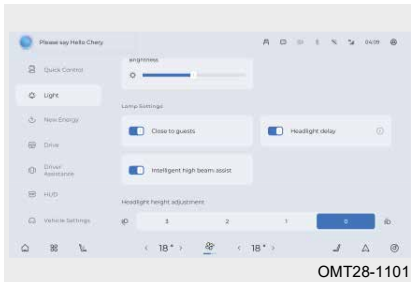 Please say Hello Chery
04:09
Brightness
Quick Control
Light
Lamp Settings
New Energy
Close to guests
Headlight delay
Drive
Driver
Assistance
Intelligent high beam assist
HUD
Headlight height adjustment
Vehicle Settings
3 2 1 0
18° 18°
OMT28-1101